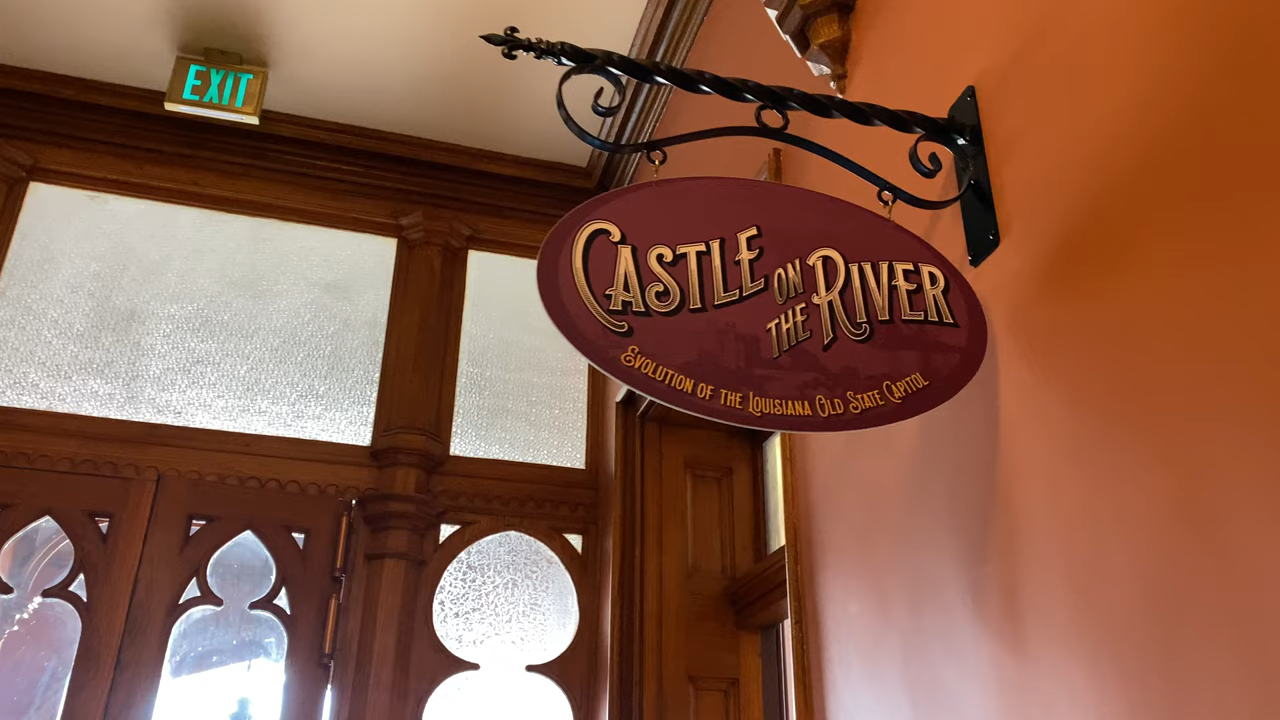 EXIT
CASTLE ON THE RIVER
EVOLUTION OF THE LOUISIANA OLD STATE CAPITOL